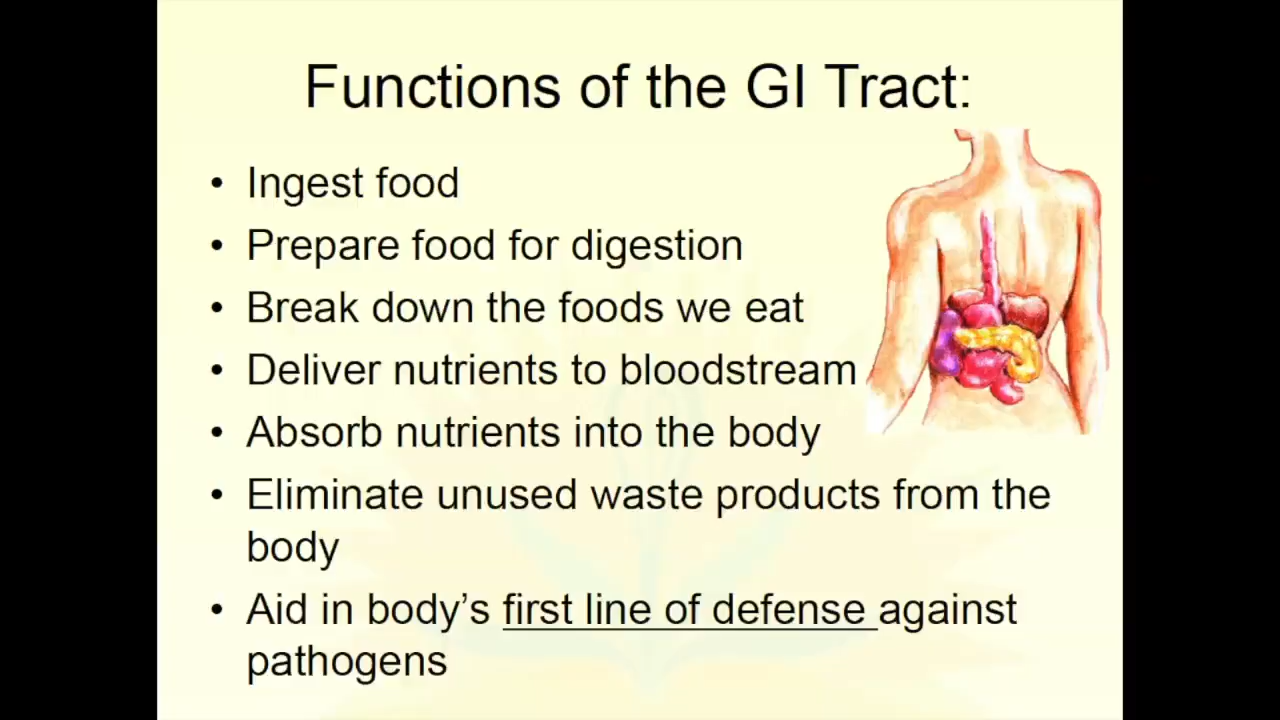 Functions of the GI Tract:
• Ingest food
• Prepare food for digestion
• Break down the foods we eat
• Deliver nutrients to bloodstream
• Absorb nutrients into the body
• Eliminate unused waste products from the
body
• Aid in body’s first line of defense against
pathogens